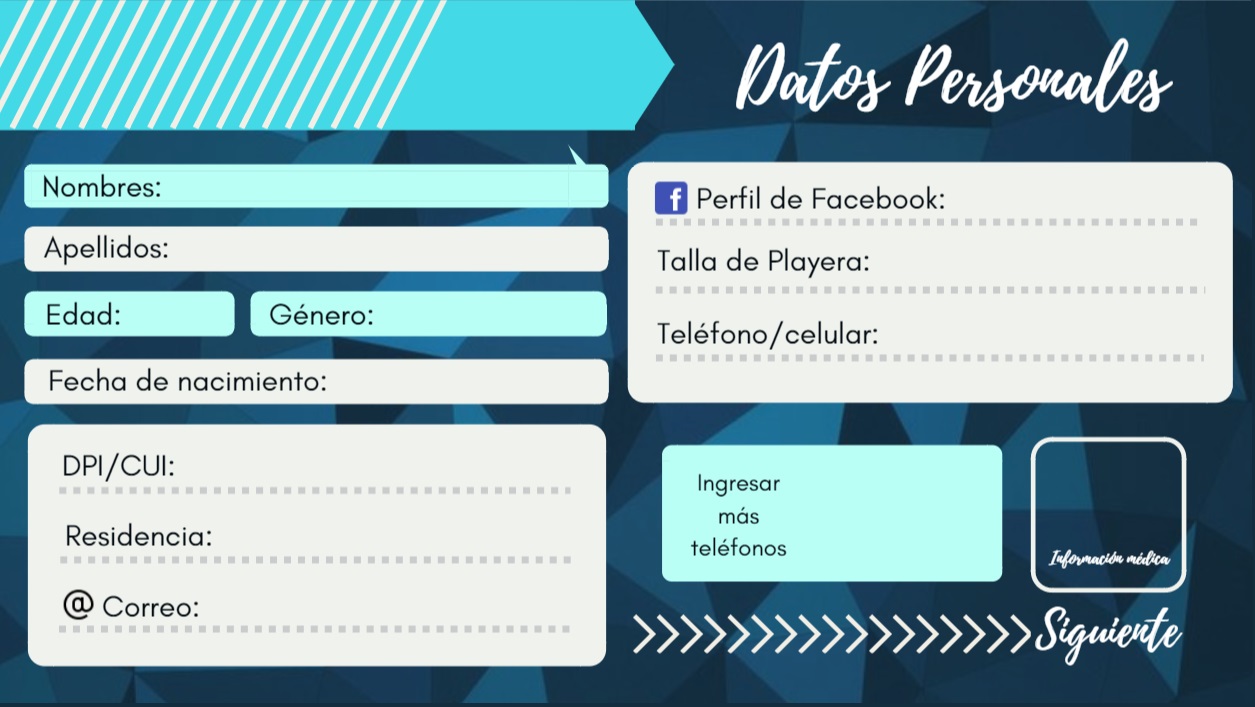 Datos Personales
Nombres:
Apellidos:
Edad:
Género:
Fecha de nacimiento:
DPI/CUI:
Residencia:
@ Correo:
f Perfil de Facebook:
Talla de Playera:
Teléfono/celular:
Ingresar
más
teléfonos
Información médica
Siguiente